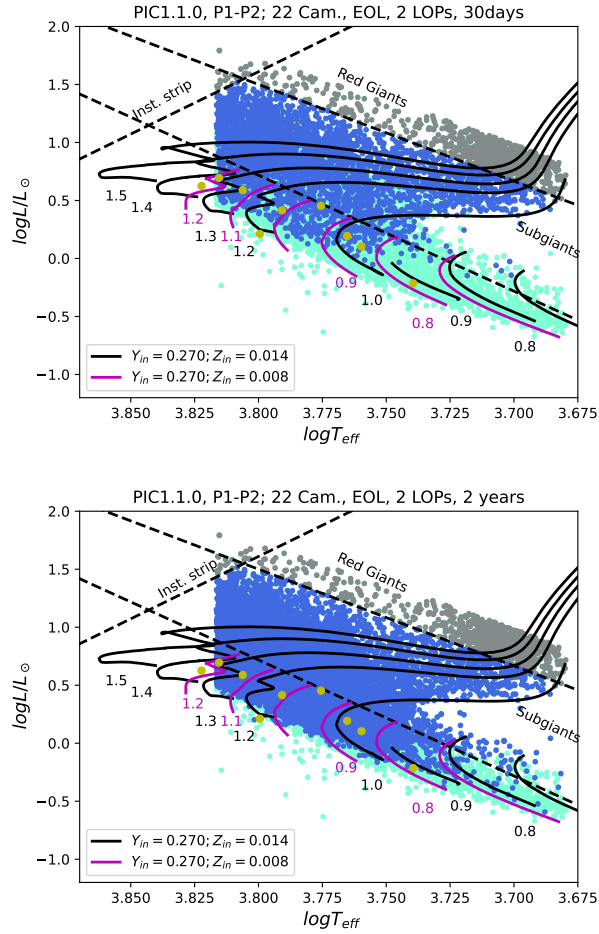 PIC1.1.0, P1-P2; 22 Cam., EOL, 2 LOPs, 30days
2.0
1.5
1.0
0.5
0.0
−0.5
−1.0
logL/L⊙
Inst. strip
Red Giants
Subgiants
1.5
1.4
1.2
1.3
1.1
1.2
0.9
1.0
0.8
0.9
0.8
Y_in = 0.270; Z_in = 0.014
Y_in = 0.270; Z_in = 0.008
3.850 3.825 3.800 3.775 3.750 3.725 3.700 3.675
logT_eff
PIC1.1.0, P1-P2; 22 Cam., EOL, 2 LOPs, 2 years
2.0
1.5
1.0
0.5
0.0
−0.5
−1.0
logL/L⊙
Inst. strip
Red Giants
Subgiants
1.5
1.4
1.2
1.3
1.1
1.2
0.9
1.0
0.8
0.9
0.8
Y_in = 0.270; Z_in = 0.014
Y_in = 0.270; Z_in = 0.008
3.850 3.825 3.800 3.775 3.750 3.725 3.700 3.675
logT_eff